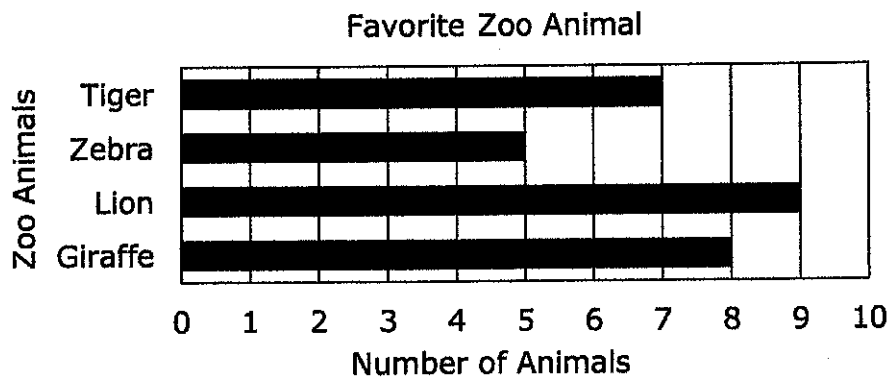 Favorite Zoo Animal
Zoo Animals
Tiger
Zebra
Lion
Giraffe
0 1 2 3 4 5 6 7 8 9 10
Number of Animals